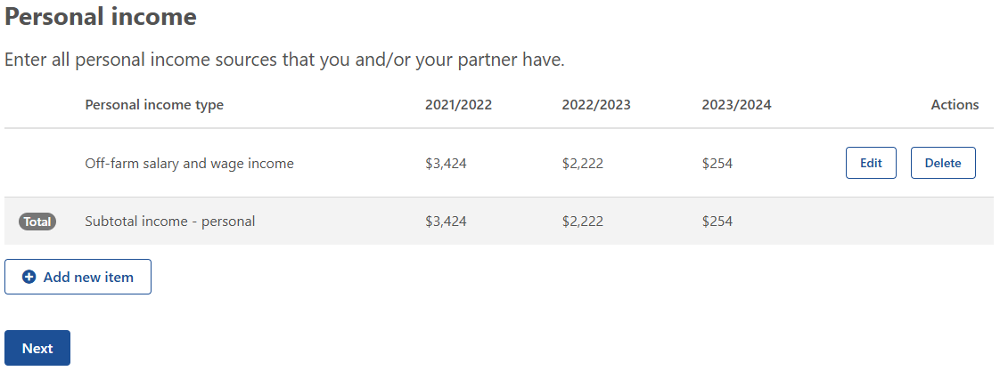 Personal income
Enter all personal income sources that you and/or your partner have.
Personal income type 2021/2022 2022/2023 2023/2024 Actions
Off-farm salary and wage income $3,424 $2,222 $254 Edit Delete
Total Subtotal income - personal $3,424 $2,222 $254
Add new item
Next